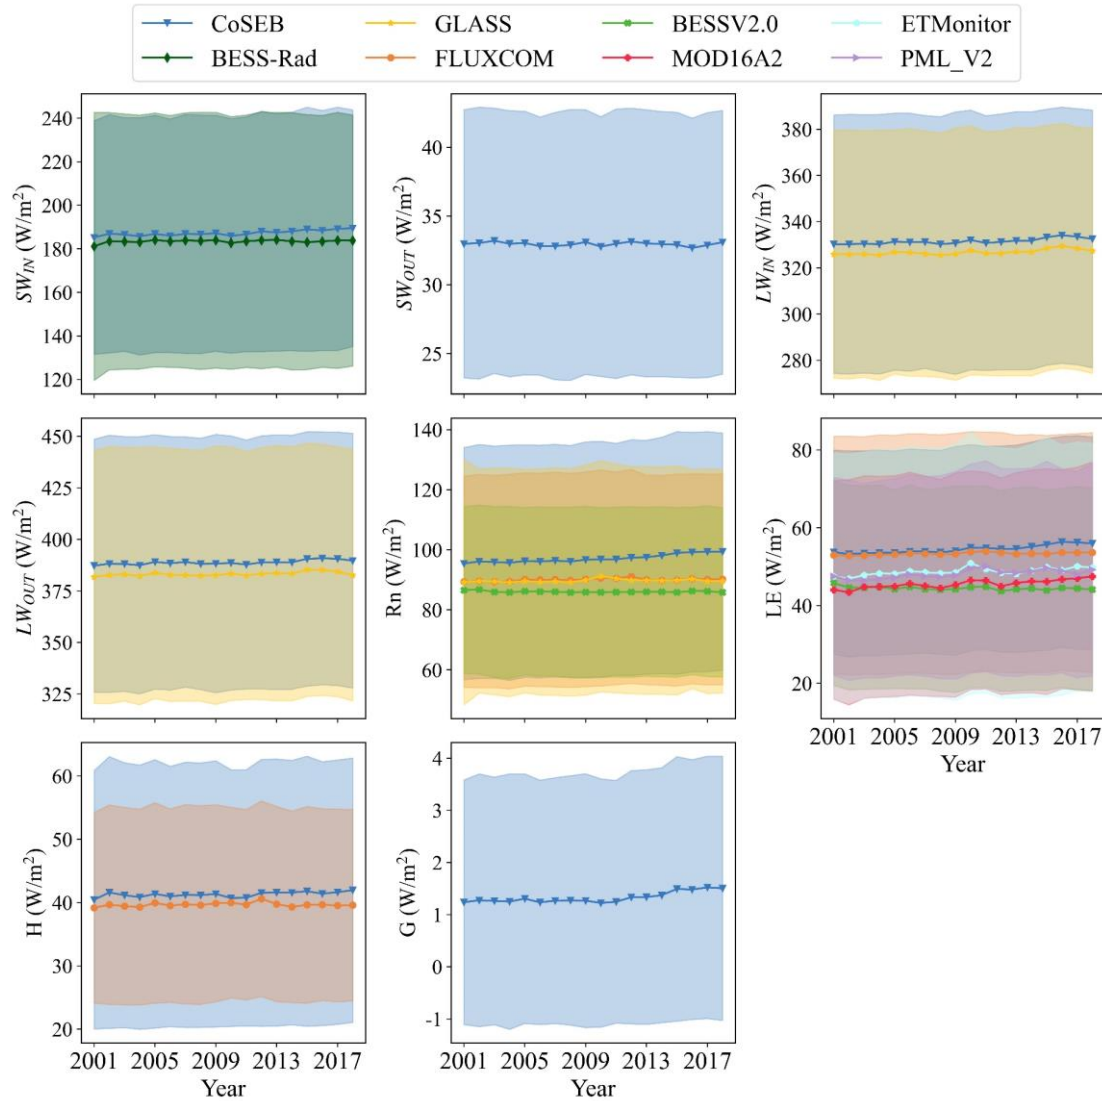 CoSEB GLASS BESSV2.0 ETMonitor
BESS-Rad FLUXCOM MOD16A2 PML_V2
240
220
200
180
160
140
120
SW_IN (W/m²)
40
35
30
25
SW_OUT (W/m²)
380
360
340
320
300
280
LW_IN (W/m²)
450
425
400
375
350
325
LW_OUT (W/m²)
140
120
100
80
60
Rn (W/m²)
80
60
40
20
LE (W/m²)
2001 2005 2009 2013 2017
Year
60
50
40
30
20
H (W/m²)
2001 2005 2009 2013 2017
Year
4
3
2
1
0
-1
G (W/m²)
2001 2005 2009 2013 2017
Year